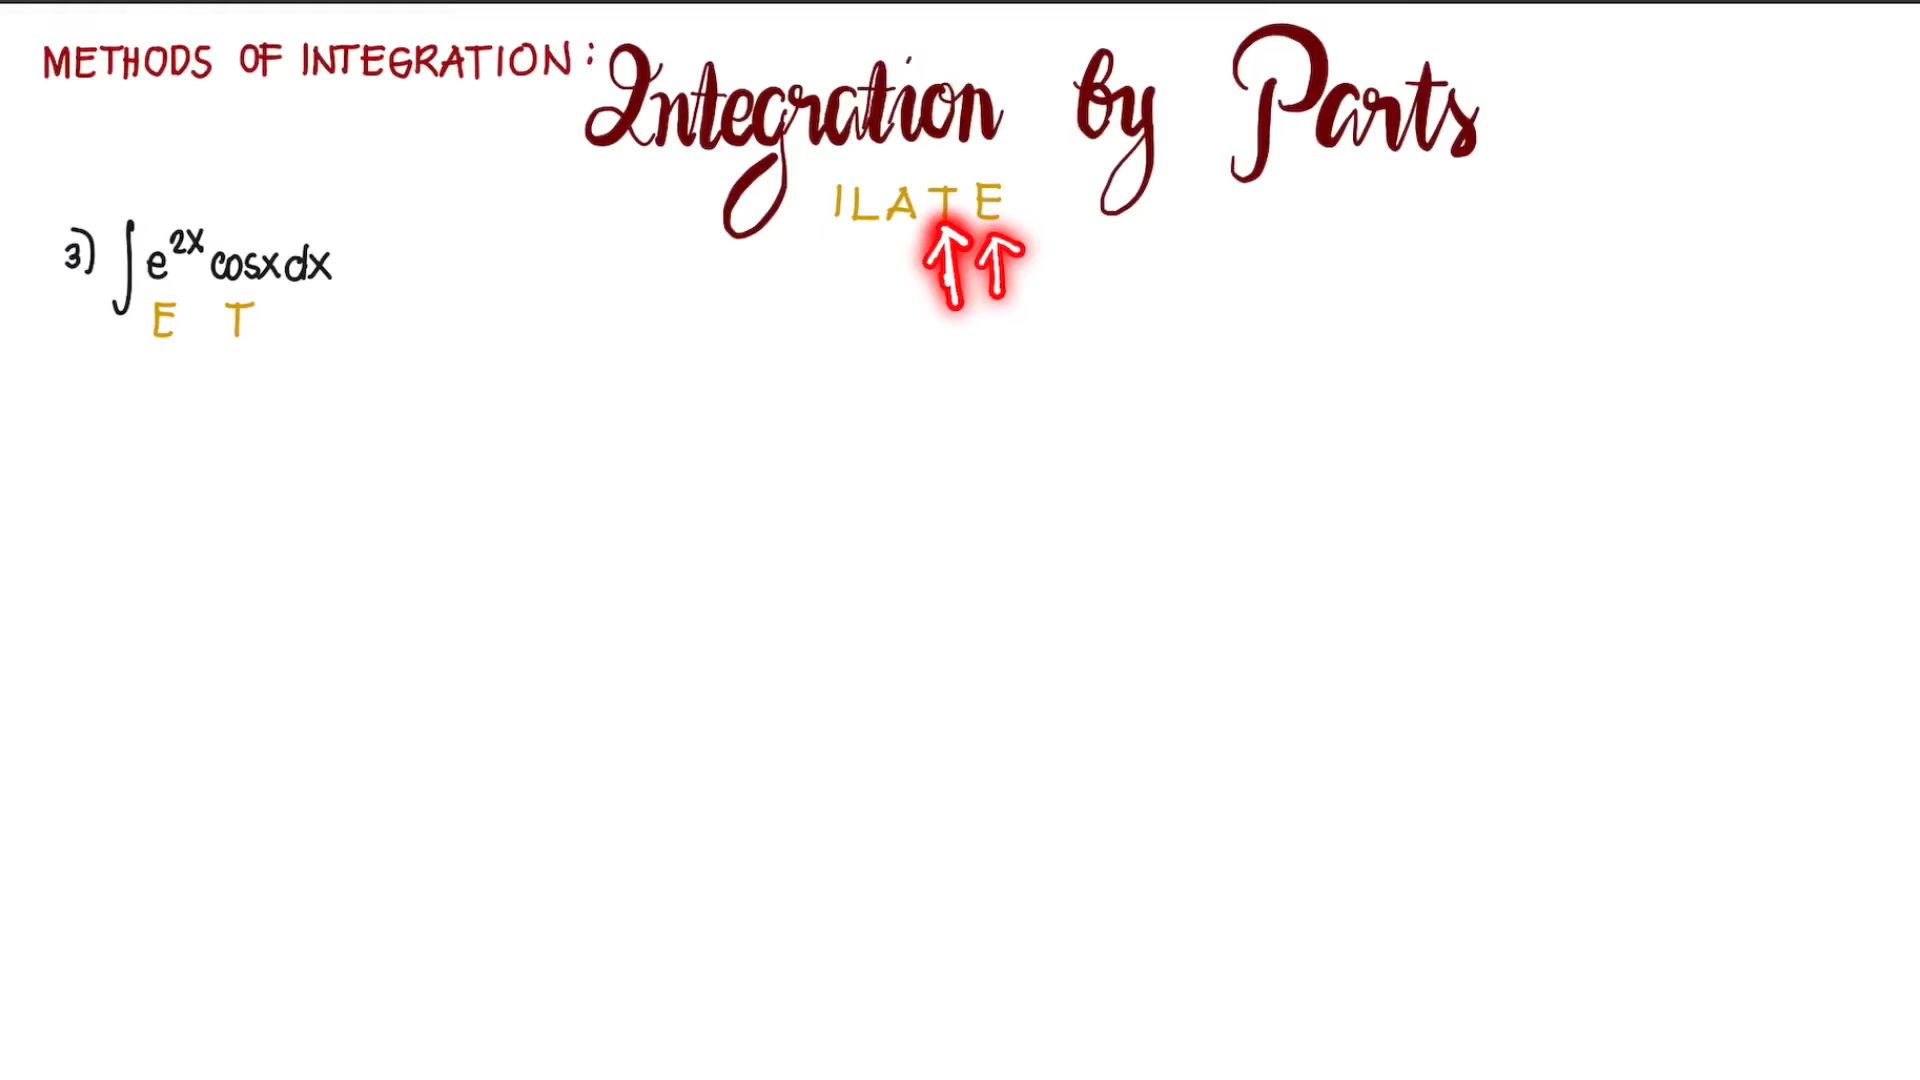 METHODS OF INTEGRATION: Integration by Parts
ILATE
3) ∫e^{2x} cosx dx
E T